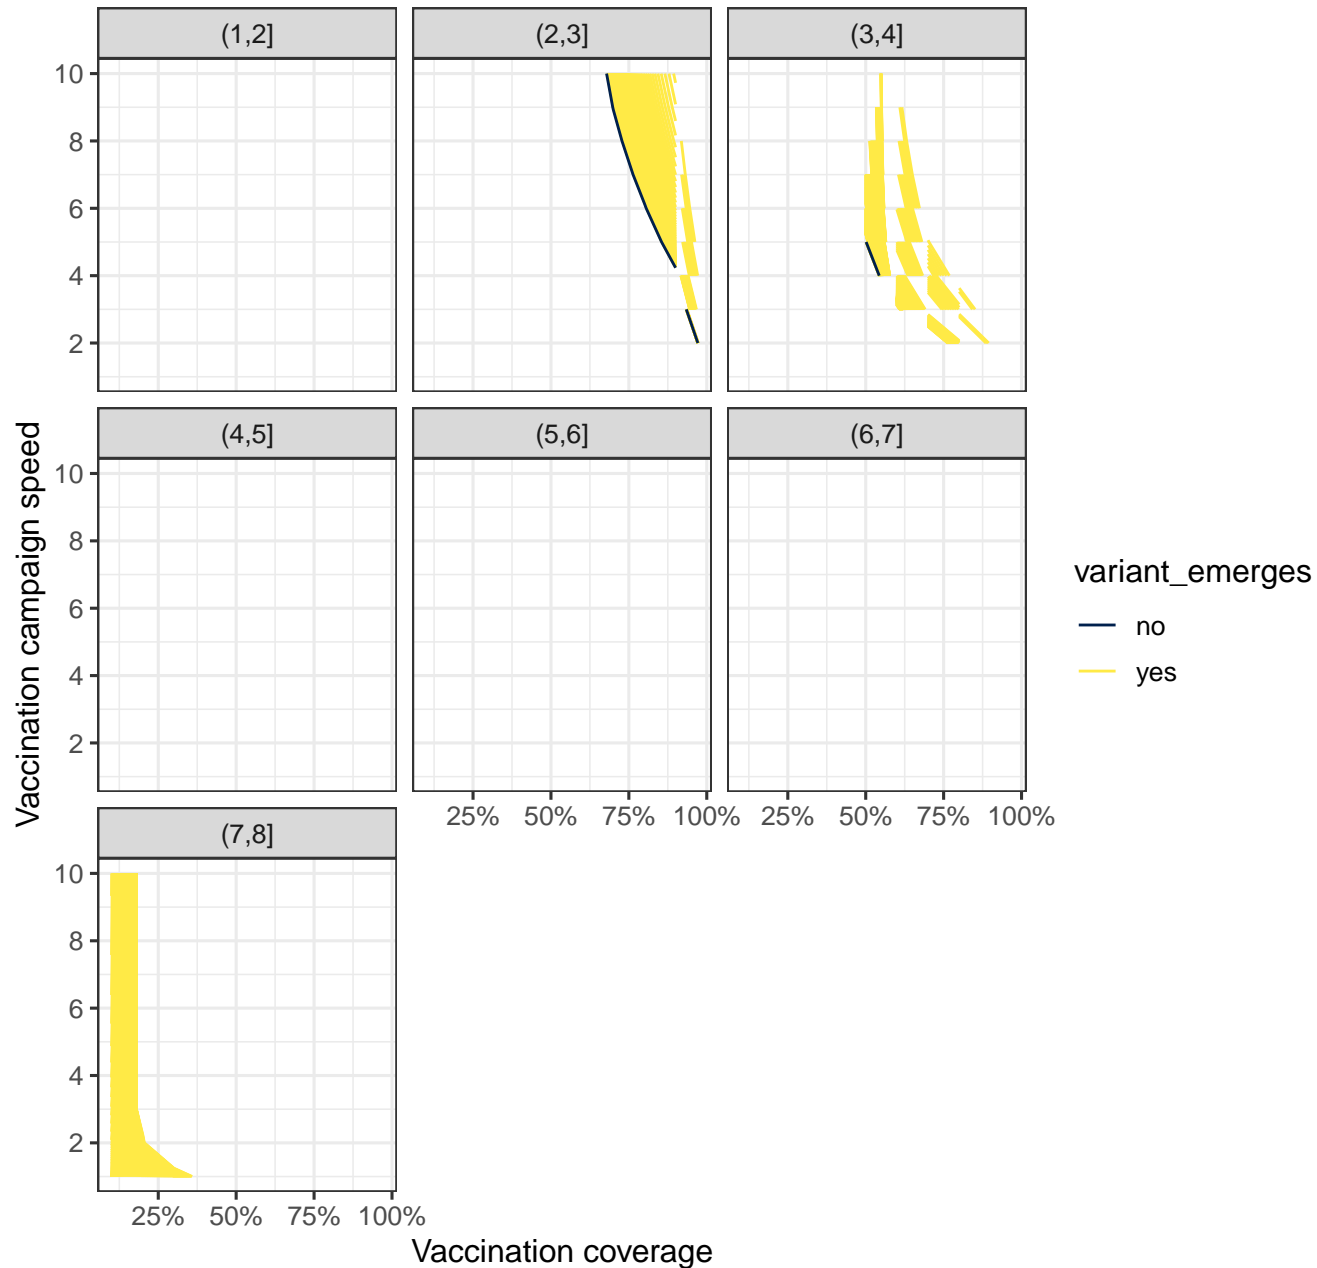 (1,2] (2,3] (3,4]
10
8
6
4
2
(4,5] (5,6] (6,7]
10
8
6
4
2
25% 50% 75% 100% 25% 50% 75% 100%
(7,8]
10
8
6
4
2
25% 50% 75% 100%
Vaccination coverage
Vaccination campaign speed
variant_emerges
no
yes